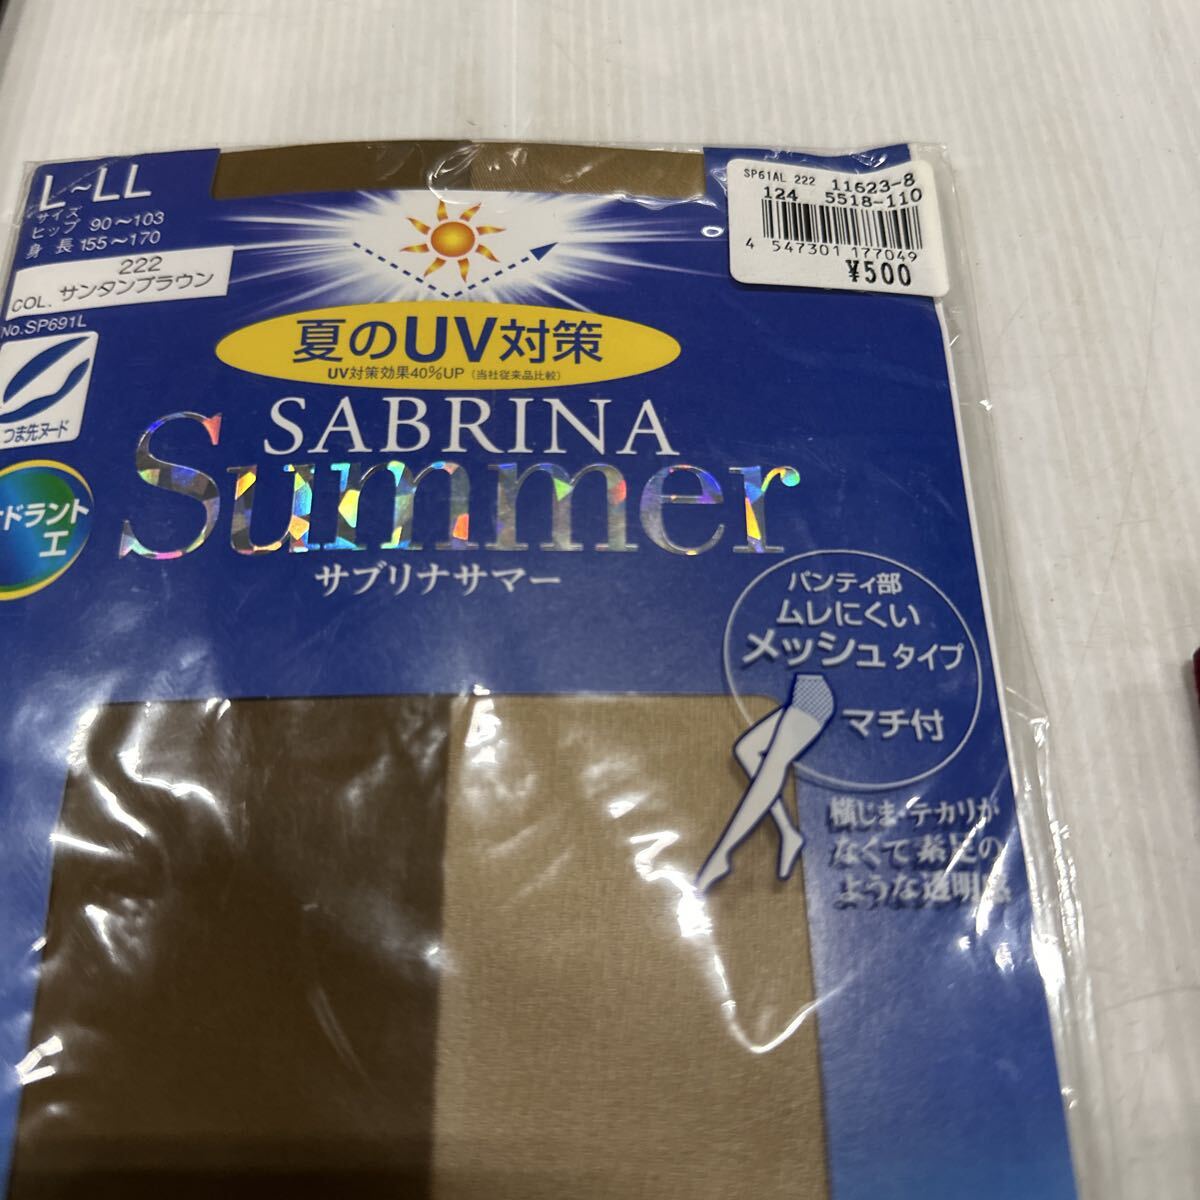 L~LL
サイズ
ヒップ 90～103
身長 155～170
222
COL. サンタンブラウン
No.SP691L
つま先ヌード
ドラント
工
SP61AL 222 11623-8
124 5518-110
4 547301 177049
¥500
夏のUV対策
UV対策効果40%UP (当社従来品比較)
SABRINA
Summer
サブリナサマー
パンティ部
ムレにくい
メッシュタイプ
マチ付
横じま・テカリが
なくて素足の
ような透明感